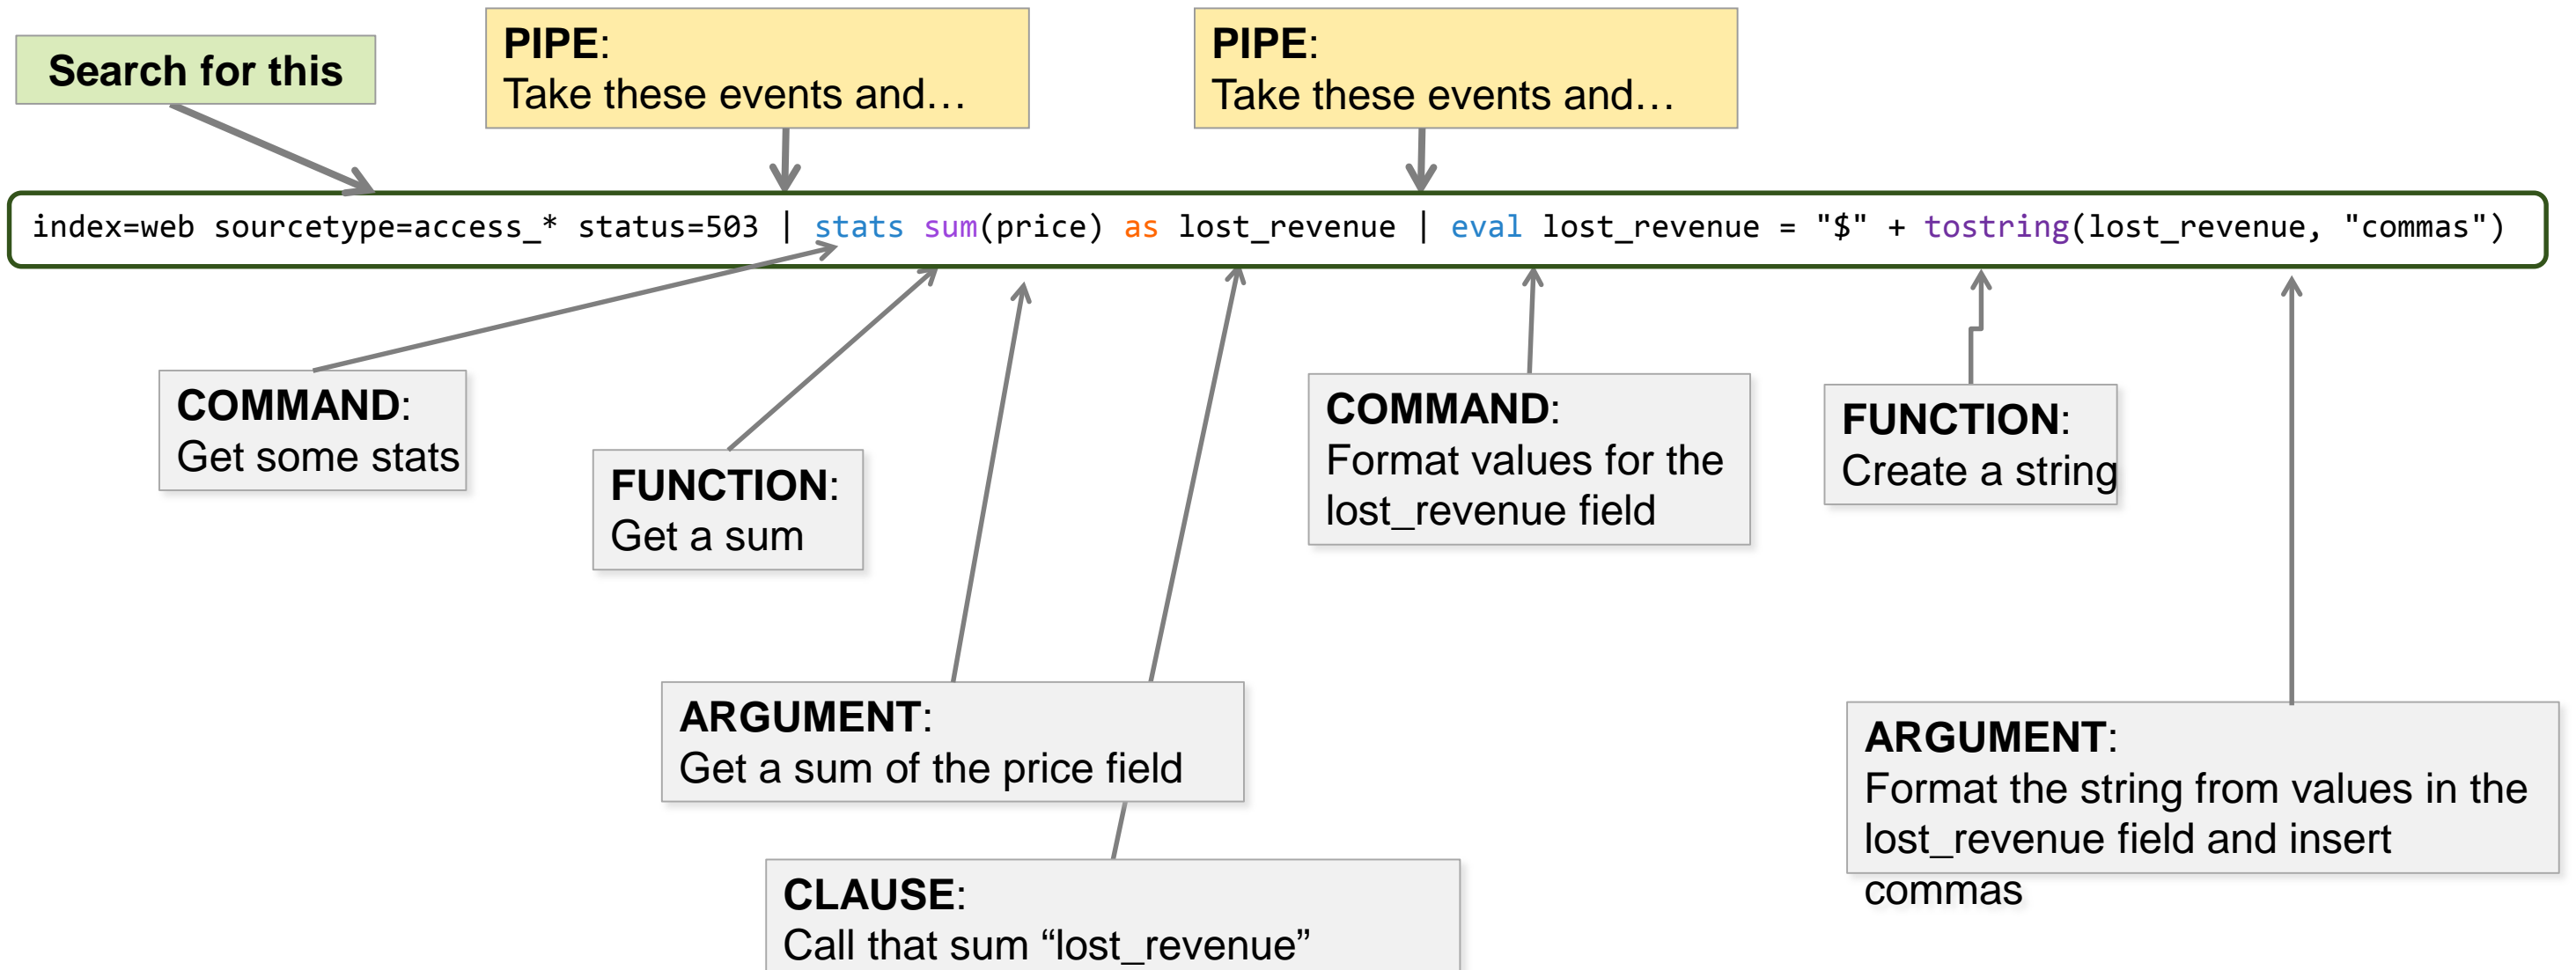 Search for this
PIPE:
Take these events and…
PIPE:
Take these events and…
index=web sourcetype=access_* status=503 | stats sum(price) as lost_revenue | eval lost_revenue = "$" + tostring(lost_revenue, "commas")
COMMAND:
Get some stats
FUNCTION:
Get a sum
COMMAND:
Format values for the
lost_revenue field
FUNCTION:
Create a string
ARGUMENT:
Get a sum of the price field
ARGUMENT:
Format the string from values in the
lost_revenue field and insert
commas
CLAUSE:
Call that sum “lost_revenue”